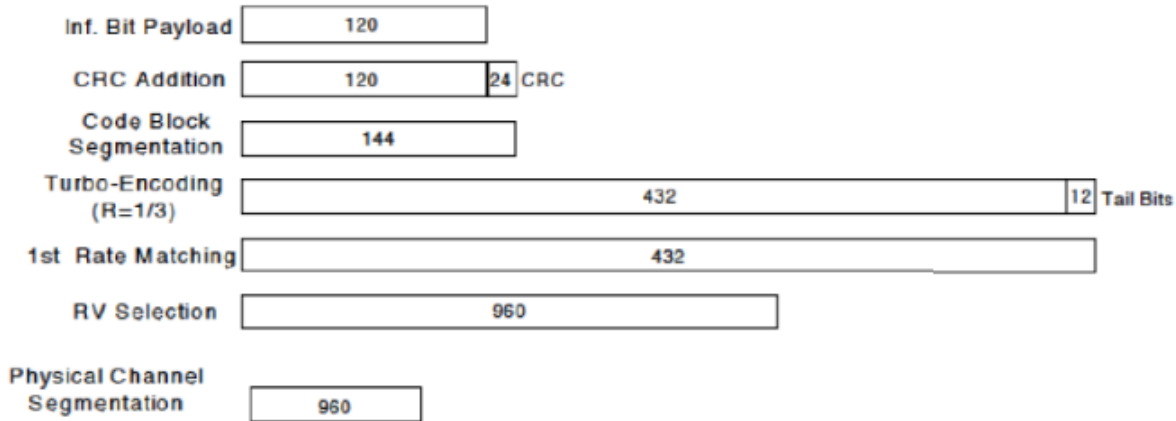 Inf. Bit Payload 120
CRC Addition 120 24 CRC
Code Block
Segmentation 144
Turbo-Encoding
(R=1/3) 432 12 Tail Bits
1st Rate Matching 432
RV Selection 960
Physical Channel
Segmentation 960